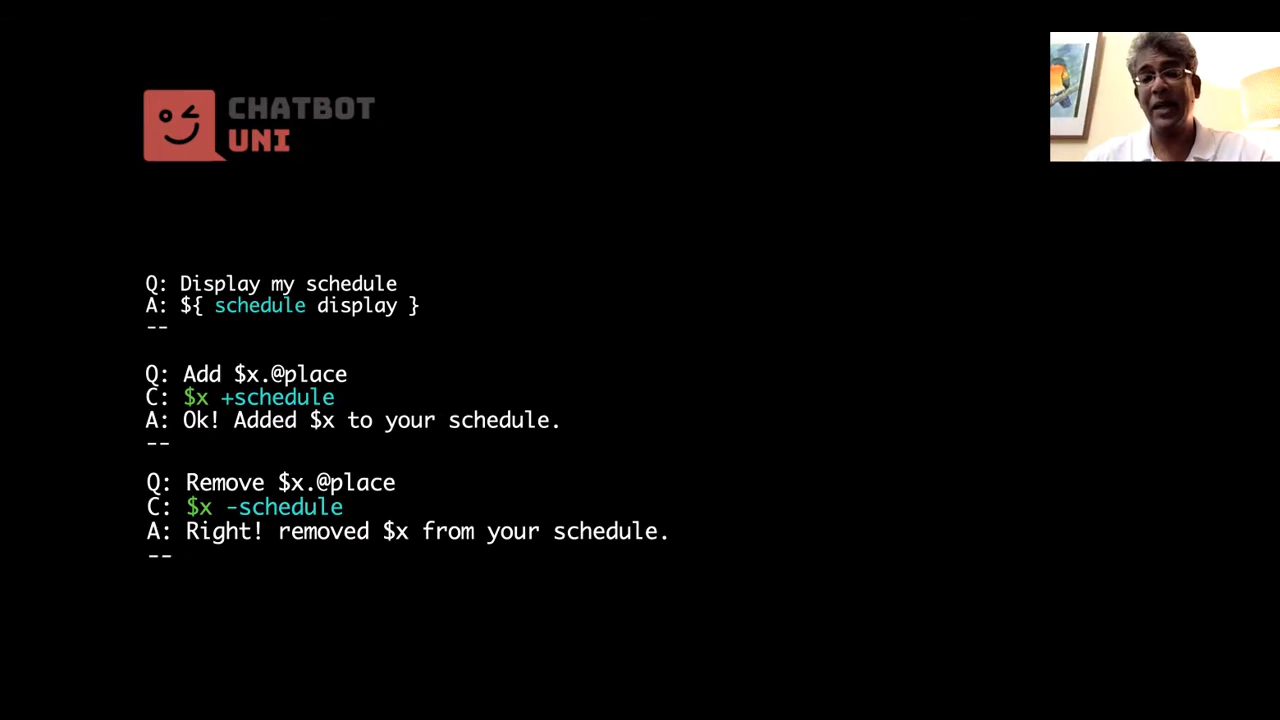 CHATBOT
UNI
Q: Display my schedule
A: ${ schedule display }
--
Q: Add $x.@place
C: $x +schedule
A: Ok! Added $x to your schedule.
--
Q: Remove $x.@place
C: $x -schedule
A: Right! removed $x from your schedule.
--